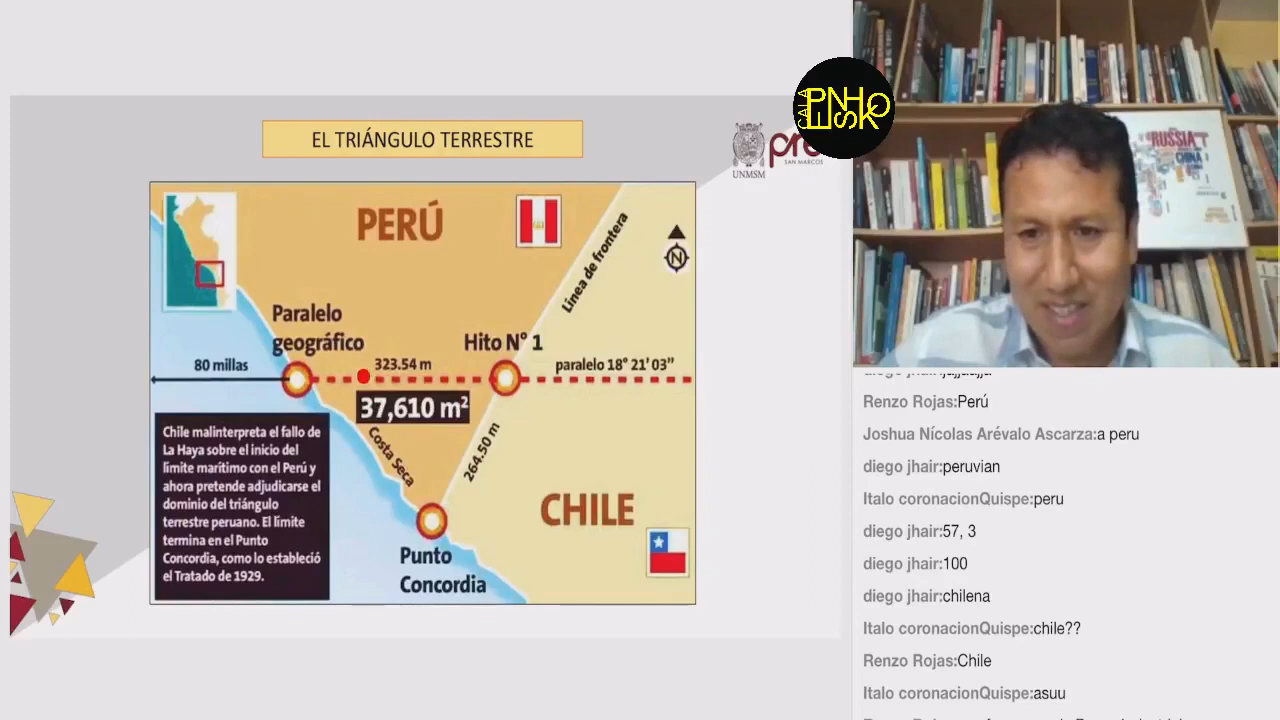 EL TRIÁNGULO TERRESTRE
UNMSM
pre
SAN MARCOS
CALA
PERÚ
Línea de frontera
N
Paralelo
geográfico
Hito N° 1
80 millas
323.54 m
paralelo 18° 21' 03"
37,610 m²
Costa Seca
264.50 m
Chile malinterpreta el fallo de
La Haya sobre el inicio del
límite marítimo con el Perú y
ahora pretende adjudicarse el
dominio del triángulo
terrestre peruano. El límite
termina en el Punto
Concordia, como lo estableció
el Tratado de 1929.
CHILE
Punto
Concordia
RUSSIA
CHINA
Renzo Rojas:Perú
Joshua Nícolas Arévalo Ascarza:a peru
diego jhair:peruvian
Italo coronacionQuispe:peru
diego jhair:57, 3
diego jhair:100
diego jhair:chilena
Italo coronacionQuispe:chile??
Renzo Rojas:Chile
Italo coronacionQuispe:asuu